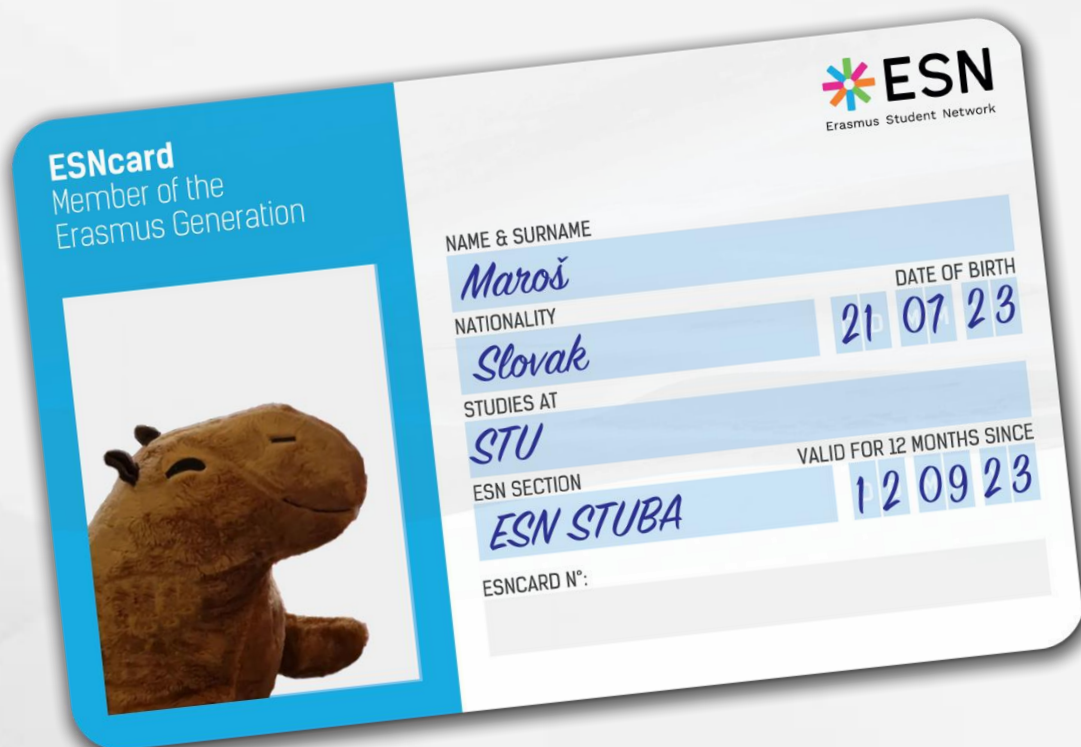 ESN
Erasmus Student Network
ESNcard
Member of the
Erasmus Generation
NAME & SURNAME
Maroš
NATIONALITY
DATE OF BIRTH
Slovak
21 07 23
STUDIES AT
STU
ESN SECTION
VALID FOR 12 MONTHS SINCE
ESN STUBA
12 09 23
ESNCARD N°: